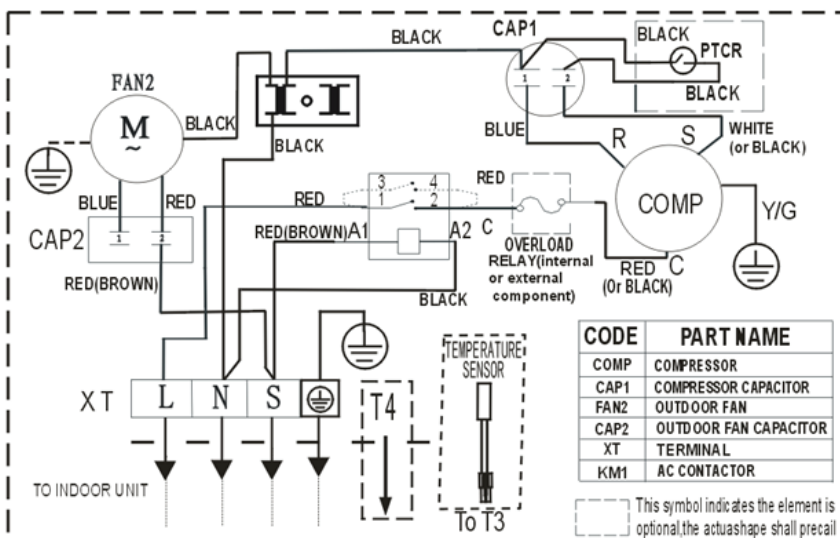 CAP1
BLACK
BLACK
PTCR
BLACK
1 2
FAN2
M
~
BLACK
BLACK
BLUE
R
S
WHITE
(or BLACK)
BLUE
RED
1 2
CAP2
RED(BROWN)
RED
3 4
1 2
RED
RED(BROWN) A1
A2
C
OVERLOAD
RELAY(internal
or external
component)
COMP
Y/G
RED C
(Or BLACK)
BLACK
XT
L N S
T4
TEMPERATURE
SENSOR
To T3
TO INDOOR UNIT
CODE PART NAME
COMP COMPRESSOR
CAP1 COMPRESSOR CAPACITOR
FAN2 OUTDOOR FAN
CAP2 OUTDOOR FAN CAPACITOR
XT TERMINAL
KM1 AC CONTACTOR
This symbol indicates the element is
optional,the actuashape shall precail